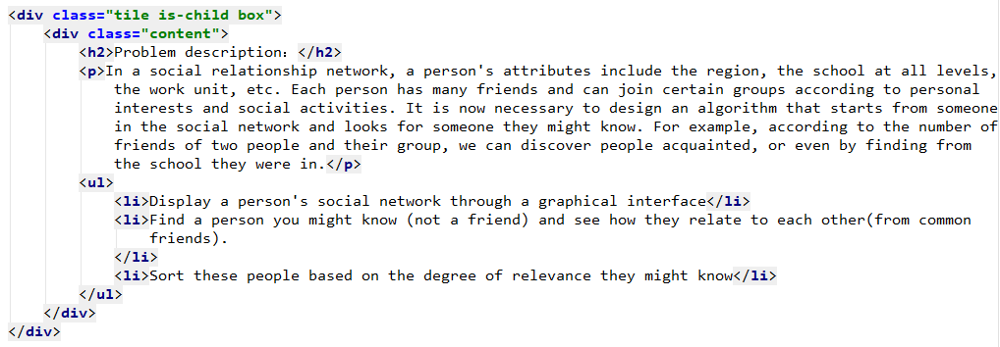 <div class="tile is-child box">
<div class="content">
<h2>Problem description：</h2>
<p>In a social relationship network, a person's attributes include the region, the school at all levels,
the work unit, etc. Each person has many friends and can join certain groups according to personal
interests and social activities. It is now necessary to design an algorithm that starts from someone
in the social network and looks for someone they might know. For example, according to the number of
friends of two people and their group, we can discover people acquainted, or even by finding from
the school they were in.</p>
<ul>
<li>Display a person's social network through a graphical interface</li>
<li>Find a person you might know (not a friend) and see how they relate to each other(from common
friends).
</li>
<li>Sort these people based on the degree of relevance they might know</li>
</ul>
</div>
</div>